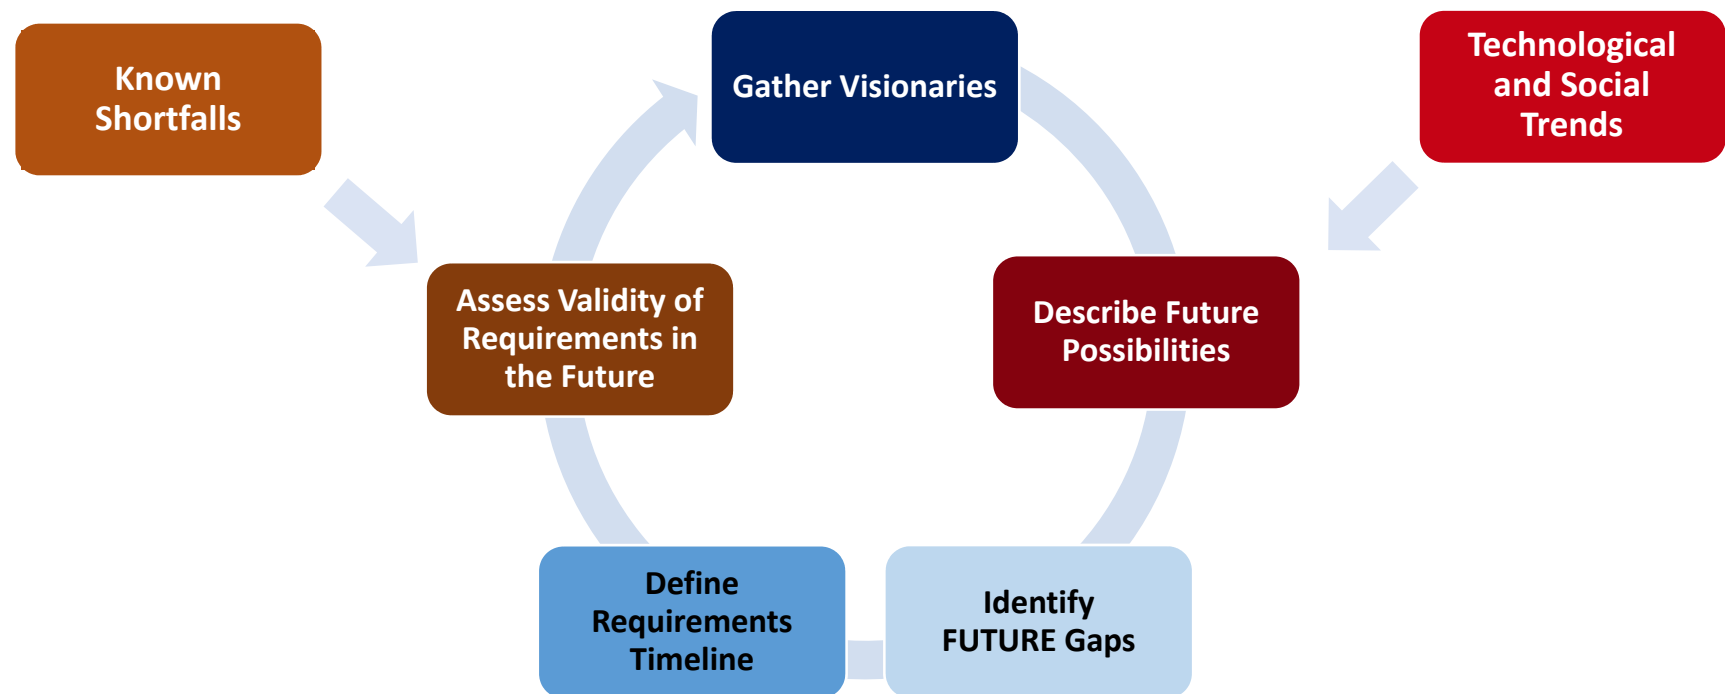 Known
Shortfalls
Gather Visionaries
Technological
and Social
Trends
Assess Validity of
Requirements in
the Future
Describe Future
Possibilities
Define
Requirements
Timeline
Identify
FUTURE Gaps